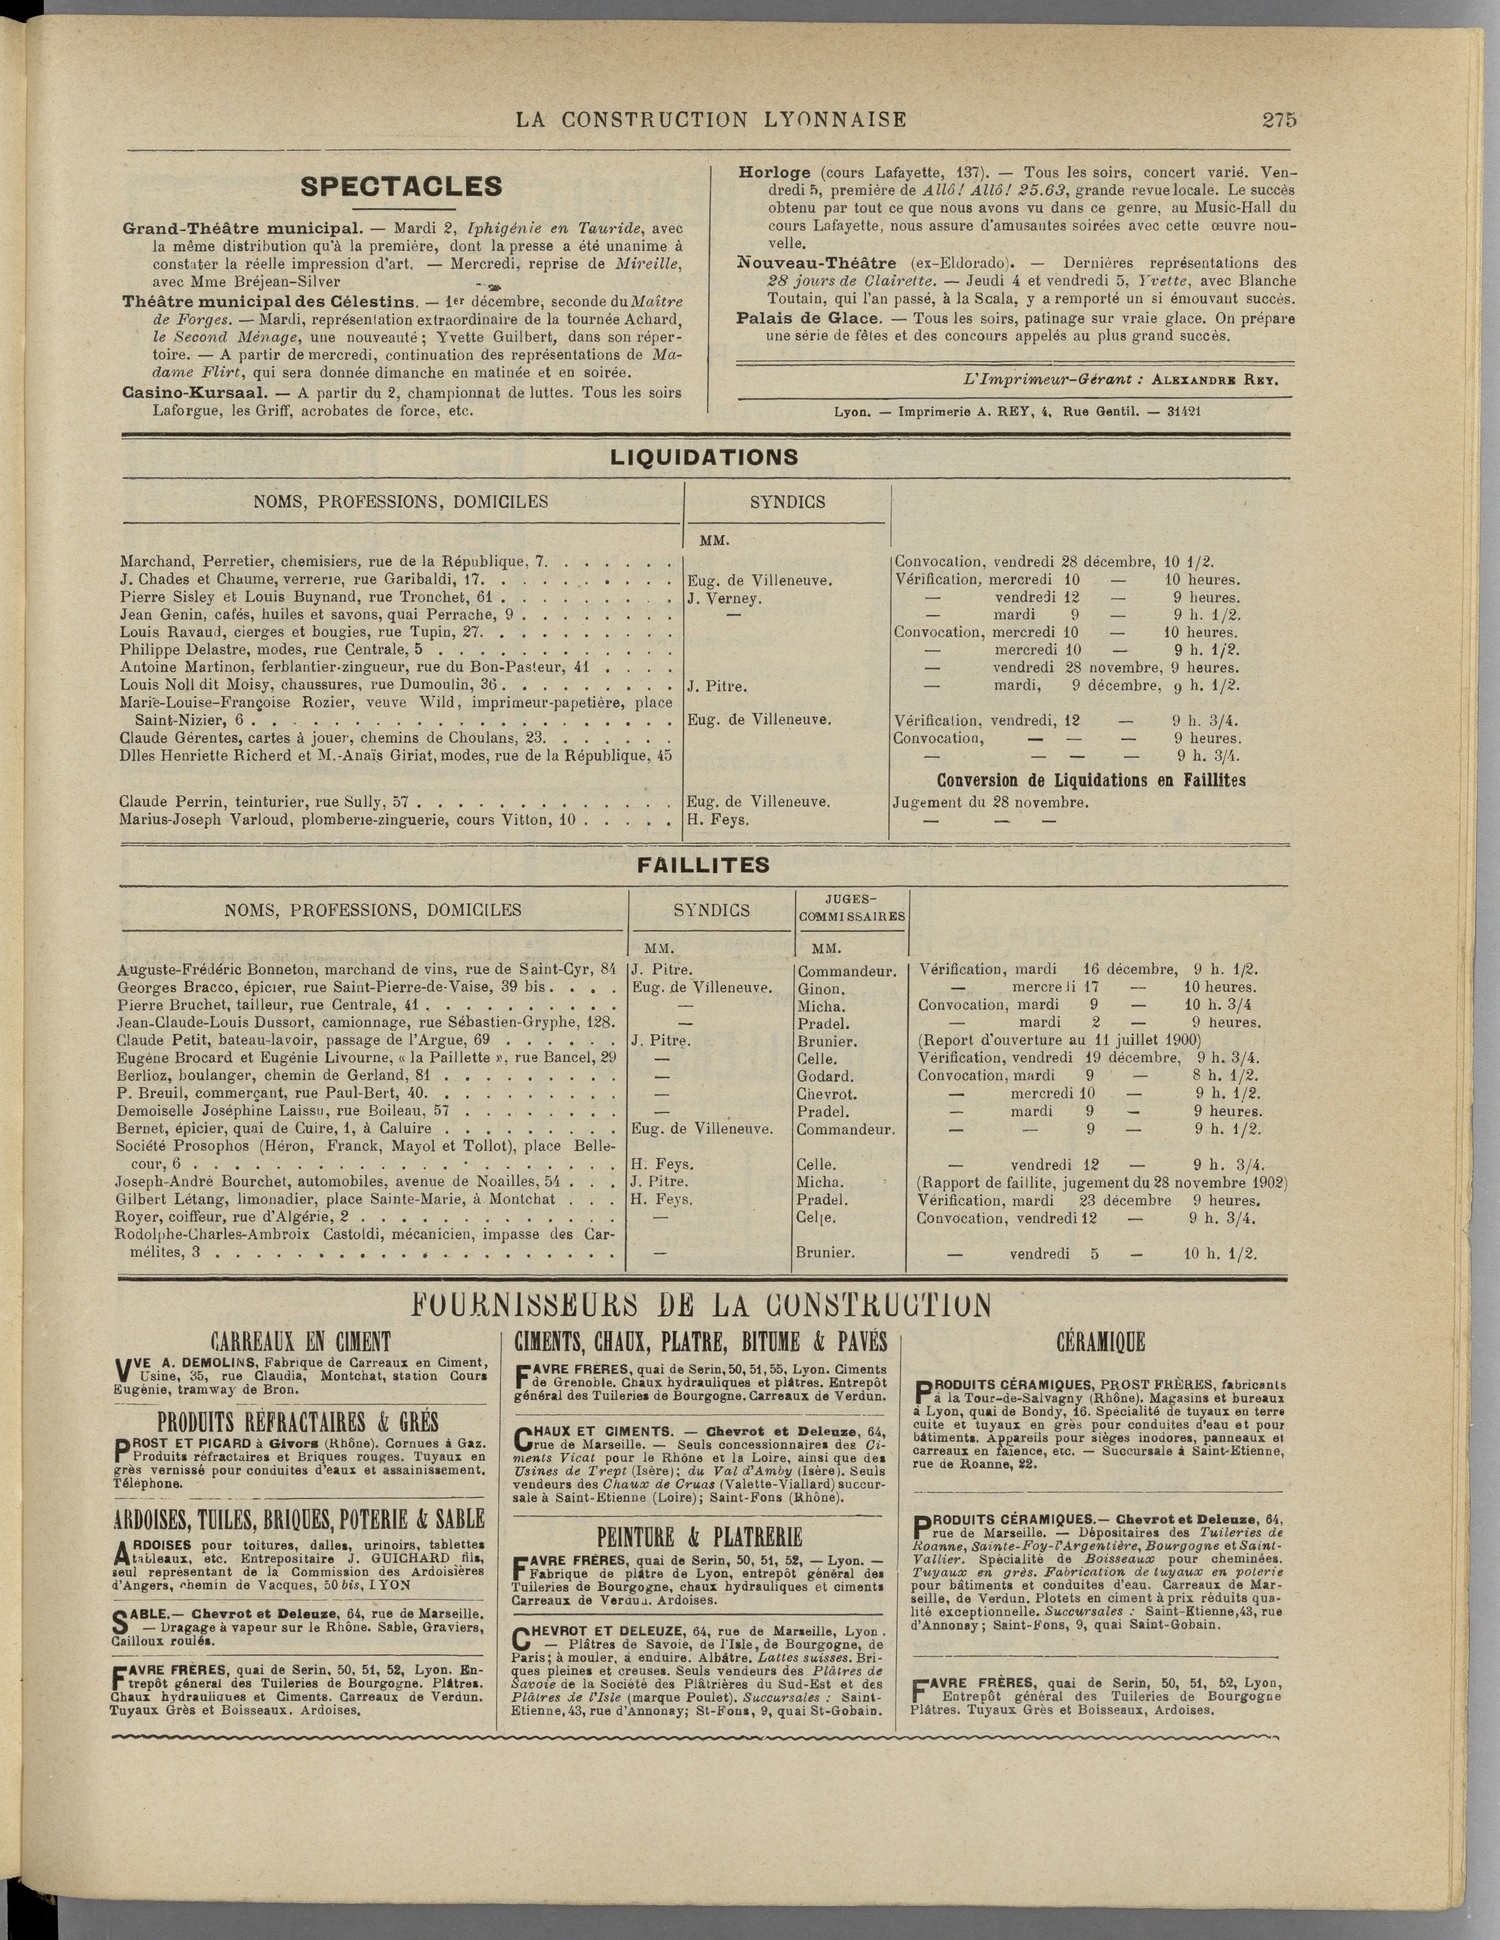 LA CONSTRUCTION LYONNAISE 275
SPECTACLES
Grand-Théâtre municipal. — Mardi 2, Iphigénie en Tauride, avec
la même distribution qu'à la première, dont la presse a été unanime à
constater la réelle impression d'art. — Mercredi, reprise de Mireille,
avec Mme Bréjean-Silver
Théâtre municipal des Célestins. — 1er décembre, seconde du Maître
de Forges. — Mardi, représentation extraordinaire de la tournée Achard,
le Second Ménage, une nouveauté; Yvette Guilbert, dans son réper-
toire. — A partir de mercredi, continuation des représentations de Ma-
dame Flirt, qui sera donnée dimanche en matinée et en soirée.
Casino-Kursaal. — A partir du 2, championnat de luttes. Tous les soirs
Laforgue, les Griff, acrobates de force, etc.
Horloge (cours Lafayette, 137). — Tous les soirs, concert varié. Ven-
dredi 5, première de Allô! Allô! 25.63, grande revue locale. Le succès
obtenu par tout ce que nous avons vu dans ce genre, au Music-Hall du
cours Lafayette, nous assure d'amusantes soirées avec cette œuvre nou-
velle.
Nouveau-Théâtre (ex-Eldorado). — Dernières représentations des
28 jours de Clairette. — Jeudi 4 et vendredi 5, Yvette, avec Blanche
Toutain, qui l'an passé, à la Scala, y a remporté un si émouvant succès.
Palais de Glace. — Tous les soirs, patinage sur vraie glace. On prépare
une série de fêtes et des concours appelés au plus grand succès.
L'Imprimeur-Gérant : ALEXANDRE REY.
Lyon. — Imprimerie A. REY, 4, Rue Gentil. — 31421
LIQUIDATIONS
NOMS, PROFESSIONS, DOMICILES SYNDICS
MM.
Marchand, Perretier, chemisiers, rue de la République, 7. . . . . . . Convocation, vendredi 28 décembre, 10 1/2.
J. Chades et Chaume, verrerie, rue Garibaldi, 17. . . . . . . . . . Eug. de Villeneuve. Vérification, mercredi 10 — 10 heures.
Pierre Sisley et Louis Buynand, rue Tronchet, 61 . . . . . . . . . J. Verney. — vendredi 12 — 9 heures.
Jean Genin, cafés, huiles et savons, quai Perrache, 9 . . . . . . . . — — mardi 9 — 9 h. 1/2.
Louis Ravaud, cierges et bougies, rue Tupin, 27. . . . . . . . . . Convocation, mercredi 10 — 10 heures.
Philippe Delastre, modes, rue Centrale, 5 . . . . . . . . . . . . — mercredi 10 — 9 h. 1/2.
Antoine Martinon, ferblantier-zingueur, rue du Bon-Pasteur, 41 . . . . — vendredi 28 novembre, 9 heures.
Louis Noll dit Moisy, chaussures, rue Dumoulin, 36 . . . . . . . . . J. Pitre. — mardi, 9 décembre, 9 h. 1/2.
Marie-Louise-Françoise Rozier, veuve Wild, imprimeur-papetière, place
Saint-Nizier, 6 . . . . . . . . . . . . . . . . . . . . Eug. de Villeneuve. Vérification, vendredi, 12 — 9 h. 3/4.
Claude Gérentes, cartes à jouer, chemins de Choulans, 23. . . . . . . Convocation, — — — 9 heures.
Dlles Henriette Richerd et M.-Anaïs Giriat, modes, rue de la République, 45 — — — — 9 h. 3/4.
Conversion de Liquidations en Faillites
Claude Perrin, teinturier, rue Sully, 57 . . . . . . . . . . . . . Eug. de Villeneuve. Jugement du 28 novembre.
Marius-Joseph Varloud, plomberie-zinguerie, cours Vitton, 10 . . . . . H. Feys. — — —
FAILLITES
NOMS, PROFESSIONS, DOMICILES SYNDICS JUGES-
COMMISSAIRES
MM. MM.
Auguste-Frédéric Bonneton, marchand de vins, rue de Saint-Cyr, 84 J. Pitre. Commandeur. Vérification, mardi 16 décembre, 9 h. 1/2.
Georges Bracco, épicier, rue Saint-Pierre-de-Vaise, 39 bis . . . . Eug. de Villeneuve. Ginon. — mercredi 17 — 10 heures.
Pierre Bruchet, tailleur, rue Centrale, 41 . . . . . . . . . . — Micha. Convocation, mardi 9 — 10 h. 3/4
Jean-Claude-Louis Dussort, camionnage, rue Sébastien-Gryphe, 128. — Pradel. — mardi 2 — 9 heures.
Claude Petit, bateau-lavoir, passage de l'Argue, 69 . . . . . . J. Pitre. Brunier. (Report d'ouverture au 11 juillet 1900)
Eugène Brocard et Eugénie Livourne, « la Paillette », rue Bancel, 29 — Celle. Vérification, vendredi 19 décembre, 9 h. 3/4.
Berlioz, boulanger, chemin de Gerland, 81 . . . . . . . . . — Godard. Convocation, mardi 9 — 8 h. 1/2.
P. Breuil, commerçant, rue Paul-Bert, 40. . . . . . . . . . — Chevrot. — mercredi 10 — 9 h. 1/2.
Demoiselle Joséphine Laissu, rue Boileau, 57 . . . . . . . . — Pradel. — mardi 9 — 9 heures.
Bernet, épicier, quai de Cuire, 1, à Caluire . . . . . . . . . Eug. de Villeneuve. Commandeur. — — 9 — 9 h. 1/2.
Société Prosophos (Héron, Franck, Mayol et Tollot), place Belle-
cour, 6 . . . . . . . . . . . . . . . . . . . . H. Feys. Celle. — vendredi 12 — 9 h. 3/4.
Joseph-André Bourchet, automobiles, avenue de Noailles, 54 . . . J. Pitre. Micha. (Rapport de faillite, jugement du 28 novembre 1902)
Gilbert Létang, limonadier, place Sainte-Marie, à Montchat . . . H. Feys. Pradel. Vérification, mardi 23 décembre 9 heures.
Royer, coiffeur, rue d'Algérie, 2 . . . . . . . . . . . . . — Celle. Convocation, vendredi 12 — 9 h. 3/4.
Rodolphe-Charles-Ambroix Castoldi, mécanicien, impasse des Car-
mélites, 3 . . . . . . . . . . . . . . . . . . . — Brunier. — vendredi 5 — 10 h. 1/2.
FOURNISSEURS DE LA CONSTRUCTION
CARREAUX EN CIMENT
VVE A. DEMOLINS, Fabrique de Carreaux en Ciment,
Usine, 35, rue Claudia, Montchat, station Cours
Eugénie, tramway de Bron.
PRODUITS RÉFRACTAIRES & GRÉS
PROST ET PICARD à Givors (Rhône). Cornues à Gaz.
Produits réfractaires et Briques rouges. Tuyaux en
grès vernissé pour conduites d'eaux et assainissement.
Téléphone.
ARDOISES, TUILES, BRIQUES, POTERIE & SABLE
ARDOISES pour toitures, dalles, urinoirs, tablettes
tableaux, etc. Entrepositaire J. GUICHARD fils,
seul représentant de la Commission des Ardoisières
d'Angers, chemin de Vacques, 50 bis, LYON
SABLE.— Chevrot et Deleuze, 64, rue de Marseille.
— Dragage à vapeur sur le Rhône. Sable, Graviers,
Cailloux roulés.
FAVRE FRÈRES, quai de Serin, 50, 51, 52, Lyon. En-
trepôt général des Tuileries de Bourgogne. Plâtres.
Chaux hydrauliques et Ciments. Carreaux de Verdun.
Tuyaux Grès et Boisseaux. Ardoises.
CIMENTS, CHAUX, PLATRE, BITUME & PAVÉS
FAVRE FRÈRES, quai de Serin, 50, 51, 55, Lyon. Ciments
de Grenoble. Chaux hydrauliques et plâtres. Entrepôt
général des Tuileries de Bourgogne. Carreaux de Verdun.
CHAUX ET CIMENTS. — Chevrot et Deleuze, 64,
rue de Marseille. — Seuls concessionnaires des Ci-
ments Vicat pour le Rhône et la Loire, ainsi que des
Usines de Trept (Isère); du Val d'Amby (Isère). Seuls
vendeurs des Chaux de Cruas (Valette-Viallard) succur-
sale à Saint-Etienne (Loire); Saint-Fons (Rhône).
PEINTURE & PLATRERIE
FAVRE FRÈRES, quai de Serin, 50, 51, 52, — Lyon. —
Fabrique de plâtre de Lyon, entrepôt général des
Tuileries de Bourgogne, chaux hydrauliques et ciments
Carreaux de Verdun. Ardoises.
CHEVROT ET DELEUZE, 64, rue de Marseille, Lyon.
— Plâtres de Savoie, de l'Isle, de Bourgogne, de
Paris; à mouler, à enduire. Albâtre. Lattes suisses. Bri-
ques pleines et creuses. Seuls vendeurs des Plâtres de
Savoie de la Société des Plâtrières du Sud-Est et des
Plâtres de l'Isle (marque Poulet). Succursales : Saint-
Etienne, 43, rue d'Annonay; St-Fons, 9, quai St-Gobain.
CÉRAMIQUE
PRODUITS CÉRAMIQUES, PROST FRÈRES, fabricants
à la Tour-de-Salvagny (Rhône). Magasins et bureaux
à Lyon, quai de Bondy, 16. Spécialité de tuyaux en terre
cuite et tuyaux en grès pour conduites d'eau et pour
bâtiments. Appareils pour sièges inodores, panneaux et
carreaux en faïence, etc. — Succursale à Saint-Etienne,
rue de Roanne, 22.
PRODUITS CÉRAMIQUES.— Chevrot et Deleuze, 64,
rue de Marseille. — Dépositaires des Tuileries de
Roanne, Sainte-Foy-l'Argentière, Bourgogne et Saint-
Vallier. Spécialité de Boisseaux pour cheminées.
Tuyaux en grès. Fabrication de tuyaux en poterie
pour bâtiments et conduites d'eau. Carreaux de Mar-
seille, de Verdun. Plotets en ciment à prix réduits qua-
lité exceptionnelle. Succursales : Saint-Etienne, 43, rue
d'Annonay; Saint-Fons, 9, quai Saint-Gobain.
FAVRE FRÈRES, quai de Serin, 50, 51, 52, Lyon,
Entrepôt général des Tuileries de Bourgogne
Plâtres. Tuyaux Grès et Boisseaux, Ardoises.